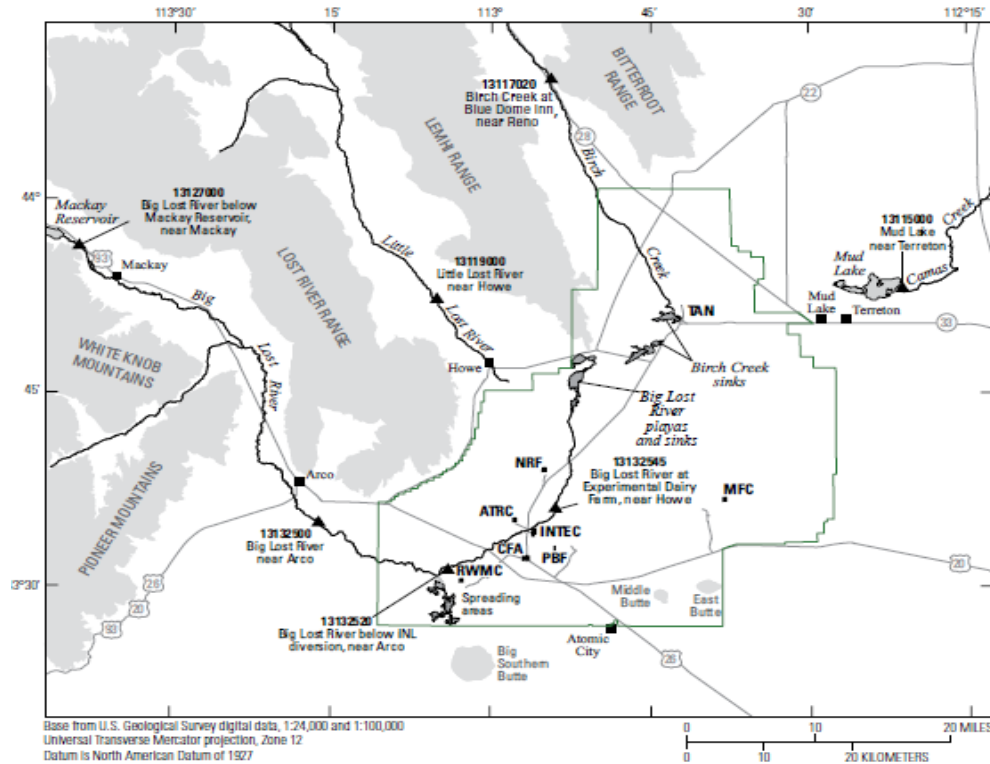 113°30'
15'
113°
45'
30'
112°15'
BITTERROOT
RANGE
22
13117020
Birch Creek at
Blue Dome Inn,
near Reno
28
LEMHI RANGE
Birch
Creek
44°
Mackay
Reservoir
13127000
Big Lost River below
Mackay Reservoir,
near Mackay
93
Mackay
13115000
Mud Lake
near Terreton
Creek
Camas
Mud
Lake
Little
Lost River
13119000
Little Lost River
near Howe
LOST RIVER RANGE
Big
Lost
River
TAN
Mud
Lake
Terreton
33
WHITE KNOB
MOUNTAINS
Howe
Birch Creek
sinks
45'
Big Lost
River
playas
and sinks
NRF
13132545
Big Lost River at
Experimental Dairy
Farm, near Howe
MFC
Arco
PIONEER MOUNTAINS
ATRC
INTEC
13132500
Big Lost River
near Arco
CFA
PBF
RWMC
20
3°30'
26
20
93
Spreading
areas
Middle
Butte
East
Butte
13132520
Big Lost River below INL
diversion, near Arco
Atomic
City
26
Big
Southern
Butte
Base from U.S. Geological Survey digital data, 1:24,000 and 1:100,000
Universal Transverse Mercator projection, Zone 12
Datum is North American Datum of 1927
0 10 20 MILES
0 10 20 KILOMETERS